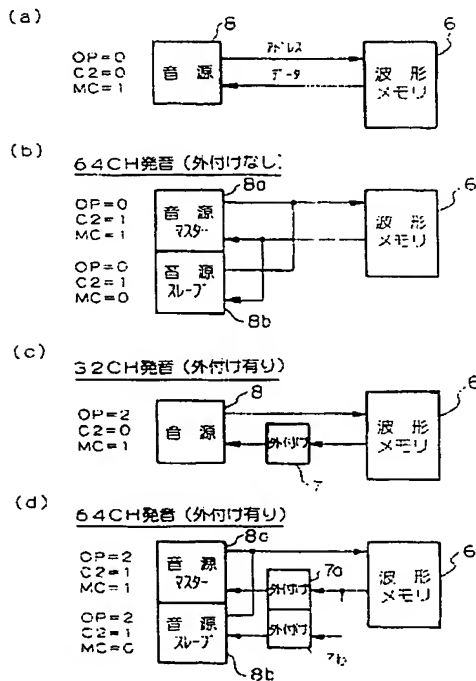 (a)
8
6
OP=0
C2=0
MC=1
音源
アドレス
データ
波形
メモリ
(b)
64CH発音(外付けなし)
8a
6
OP=0
C2=1
MC=1
音源
マスター
波形
メモリ
OP=0
C2=1
MC=0
音源
スレーブ
8b
(c)
32CH発音(外付け有り)
8
6
OP=2
C2=0
MC=1
音源
外付け
波形
メモリ
7
(d)
64CH発音(外付け有り)
8a
6
OP=2
C2=1
MC=1
音源
マスター
7a
外付け
波形
メモリ
OP=2
C2=1
MC=0
音源
スレーブ
外付け
7b
8b